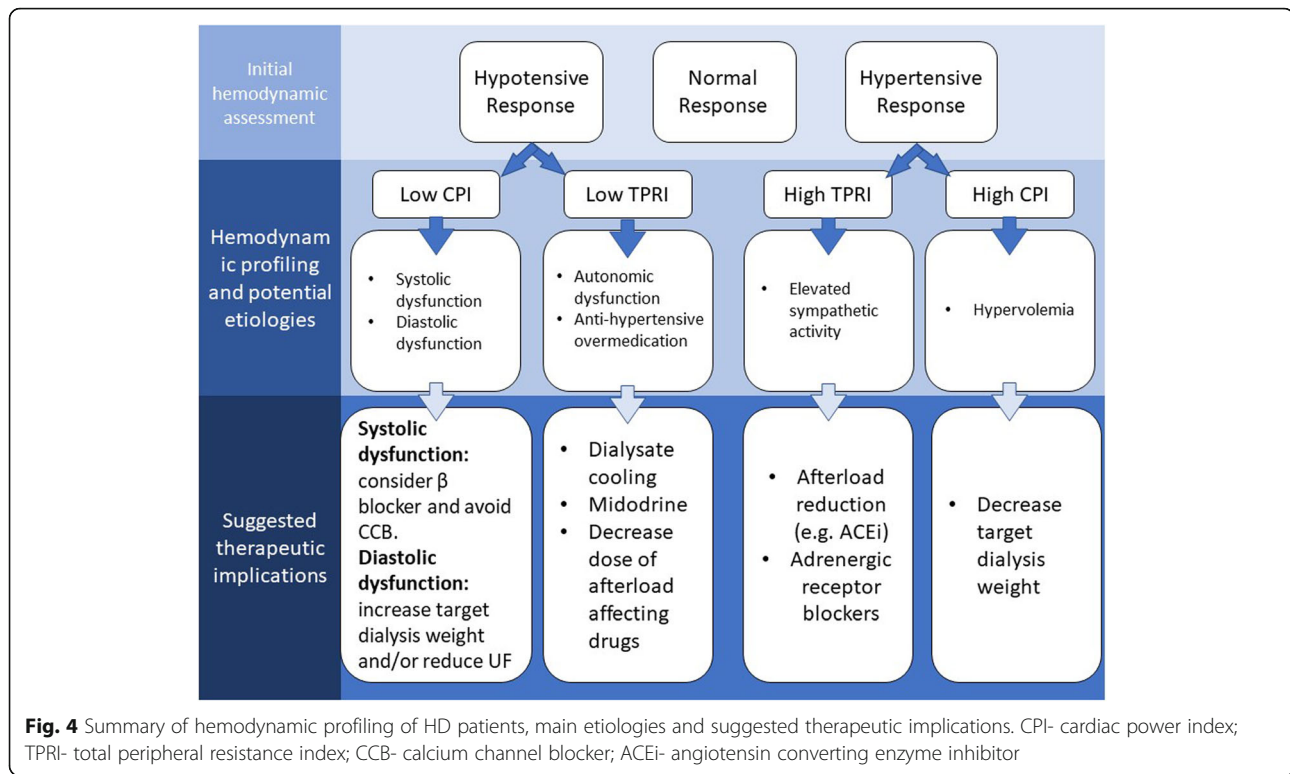 Initial
hemodynamic
assessment
Hypotensive
Response
Normal
Response
Hypertensive
Response
Hemodynam
ic profiling
and potential
etiologies
Low CPI
Low TPRI
High TPRI
High CPI
• Systolic
dysfunction
• Diastolic
dysfunction
• Autonomic
dysfunction
• Anti-hypertensive
overmedication
• Elevated
sympathetic
activity
• Hypervolemia
Suggested
therapeutic
implications
Systolic
dysfunction:
consider β
blocker and avoid
CCB.
Diastolic
dysfunction:
increase target
dialysis weight
and/or reduce UF
• Dialysate
cooling
• Midodrine
• Decrease
dose of
afterload
affecting
drugs
• Afterload
reduction
(e.g. ACEi)
• Adrenergic
receptor
blockers
• Decrease
target
dialysis
weight
Fig. 4 Summary of hemodynamic profiling of HD patients, main etiologies and suggested therapeutic implications. CPI- cardiac power index;
TPRI- total peripheral resistance index; CCB- calcium channel blocker; ACEi- angiotensin converting enzyme inhibitor